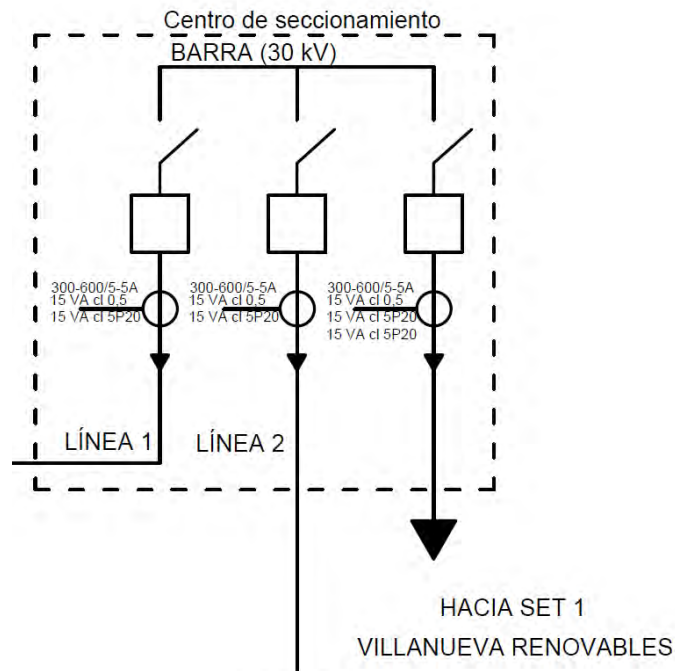 Centro de seccionamiento
BARRA (30 kV)
300-600/5-5A
15 VA cl 0,5
15 VA cl 5P20
300-600/5-5A
15 VA cl 0,5
15 VA cl 5P20
300-600/5-5A
15 VA cl 0,5
15 VA cl 5P20
15 VA cl 5P20
LÍNEA 1
LÍNEA 2
HACIA SET 1
VILLANUEVA RENOVABLES